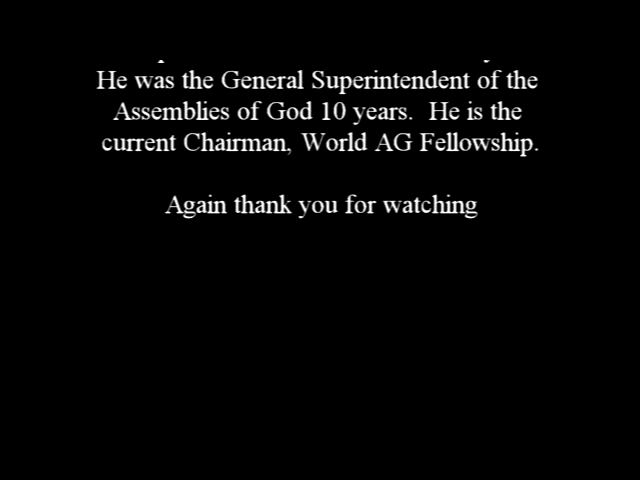 He was the General Superintendent of the
Assemblies of God 10 years. He is the
current Chairman, World AG Fellowship.
Again thank you for watching